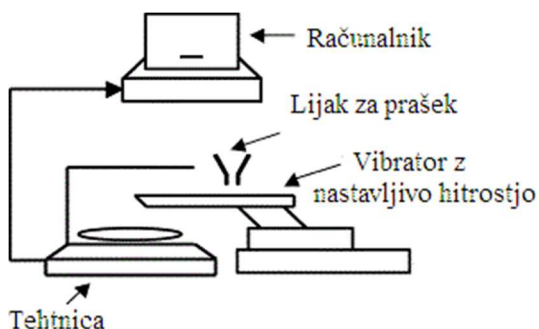 Računalnik
Lijak za prašek
Vibrator z
nastavljivo hitrostjo
Tehtnica